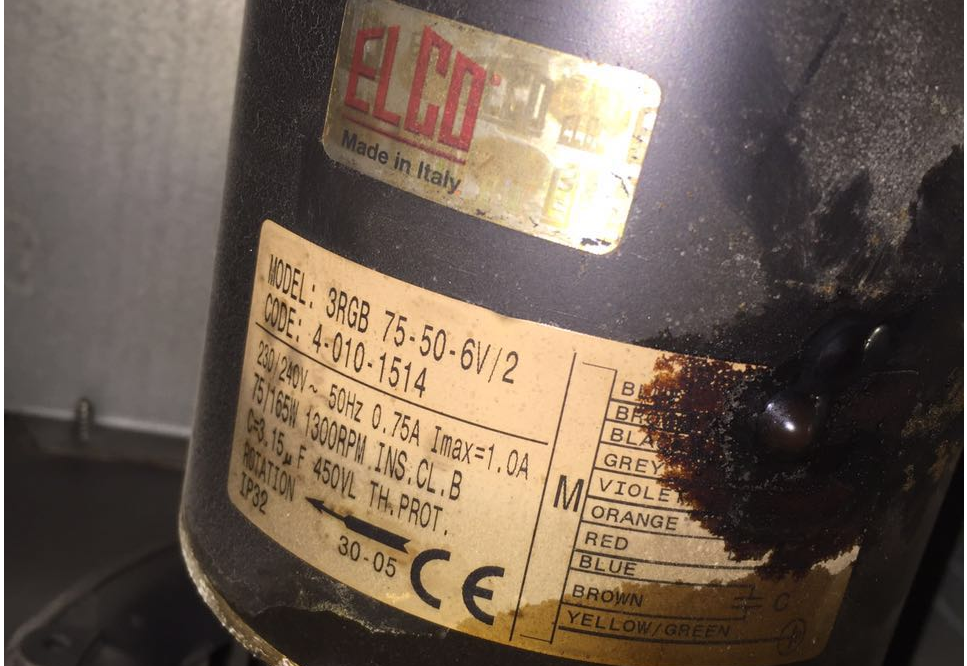 ELCO
Made in Italy
MODEL: 3RGB 75-50-6V/2
CODE: 4-010-1514
230/240V~ 50Hz 0.75A Imax=1.0A
75/165W 1300RPM INS.CL.B
C=3.15µF 450VL TH.PROT.
ROTATION
IP32
30-05
CE
M
GREY
VIOLET
ORANGE
RED
BLUE
BROWN
C
YELLOW/GREEN